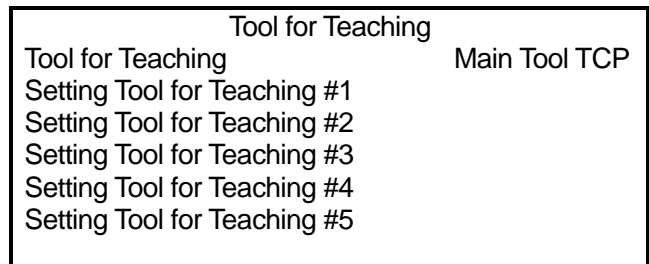 Tool for Teaching
Tool for Teaching Main Tool TCP
Setting Tool for Teaching #1
Setting Tool for Teaching #2
Setting Tool for Teaching #3
Setting Tool for Teaching #4
Setting Tool for Teaching #5